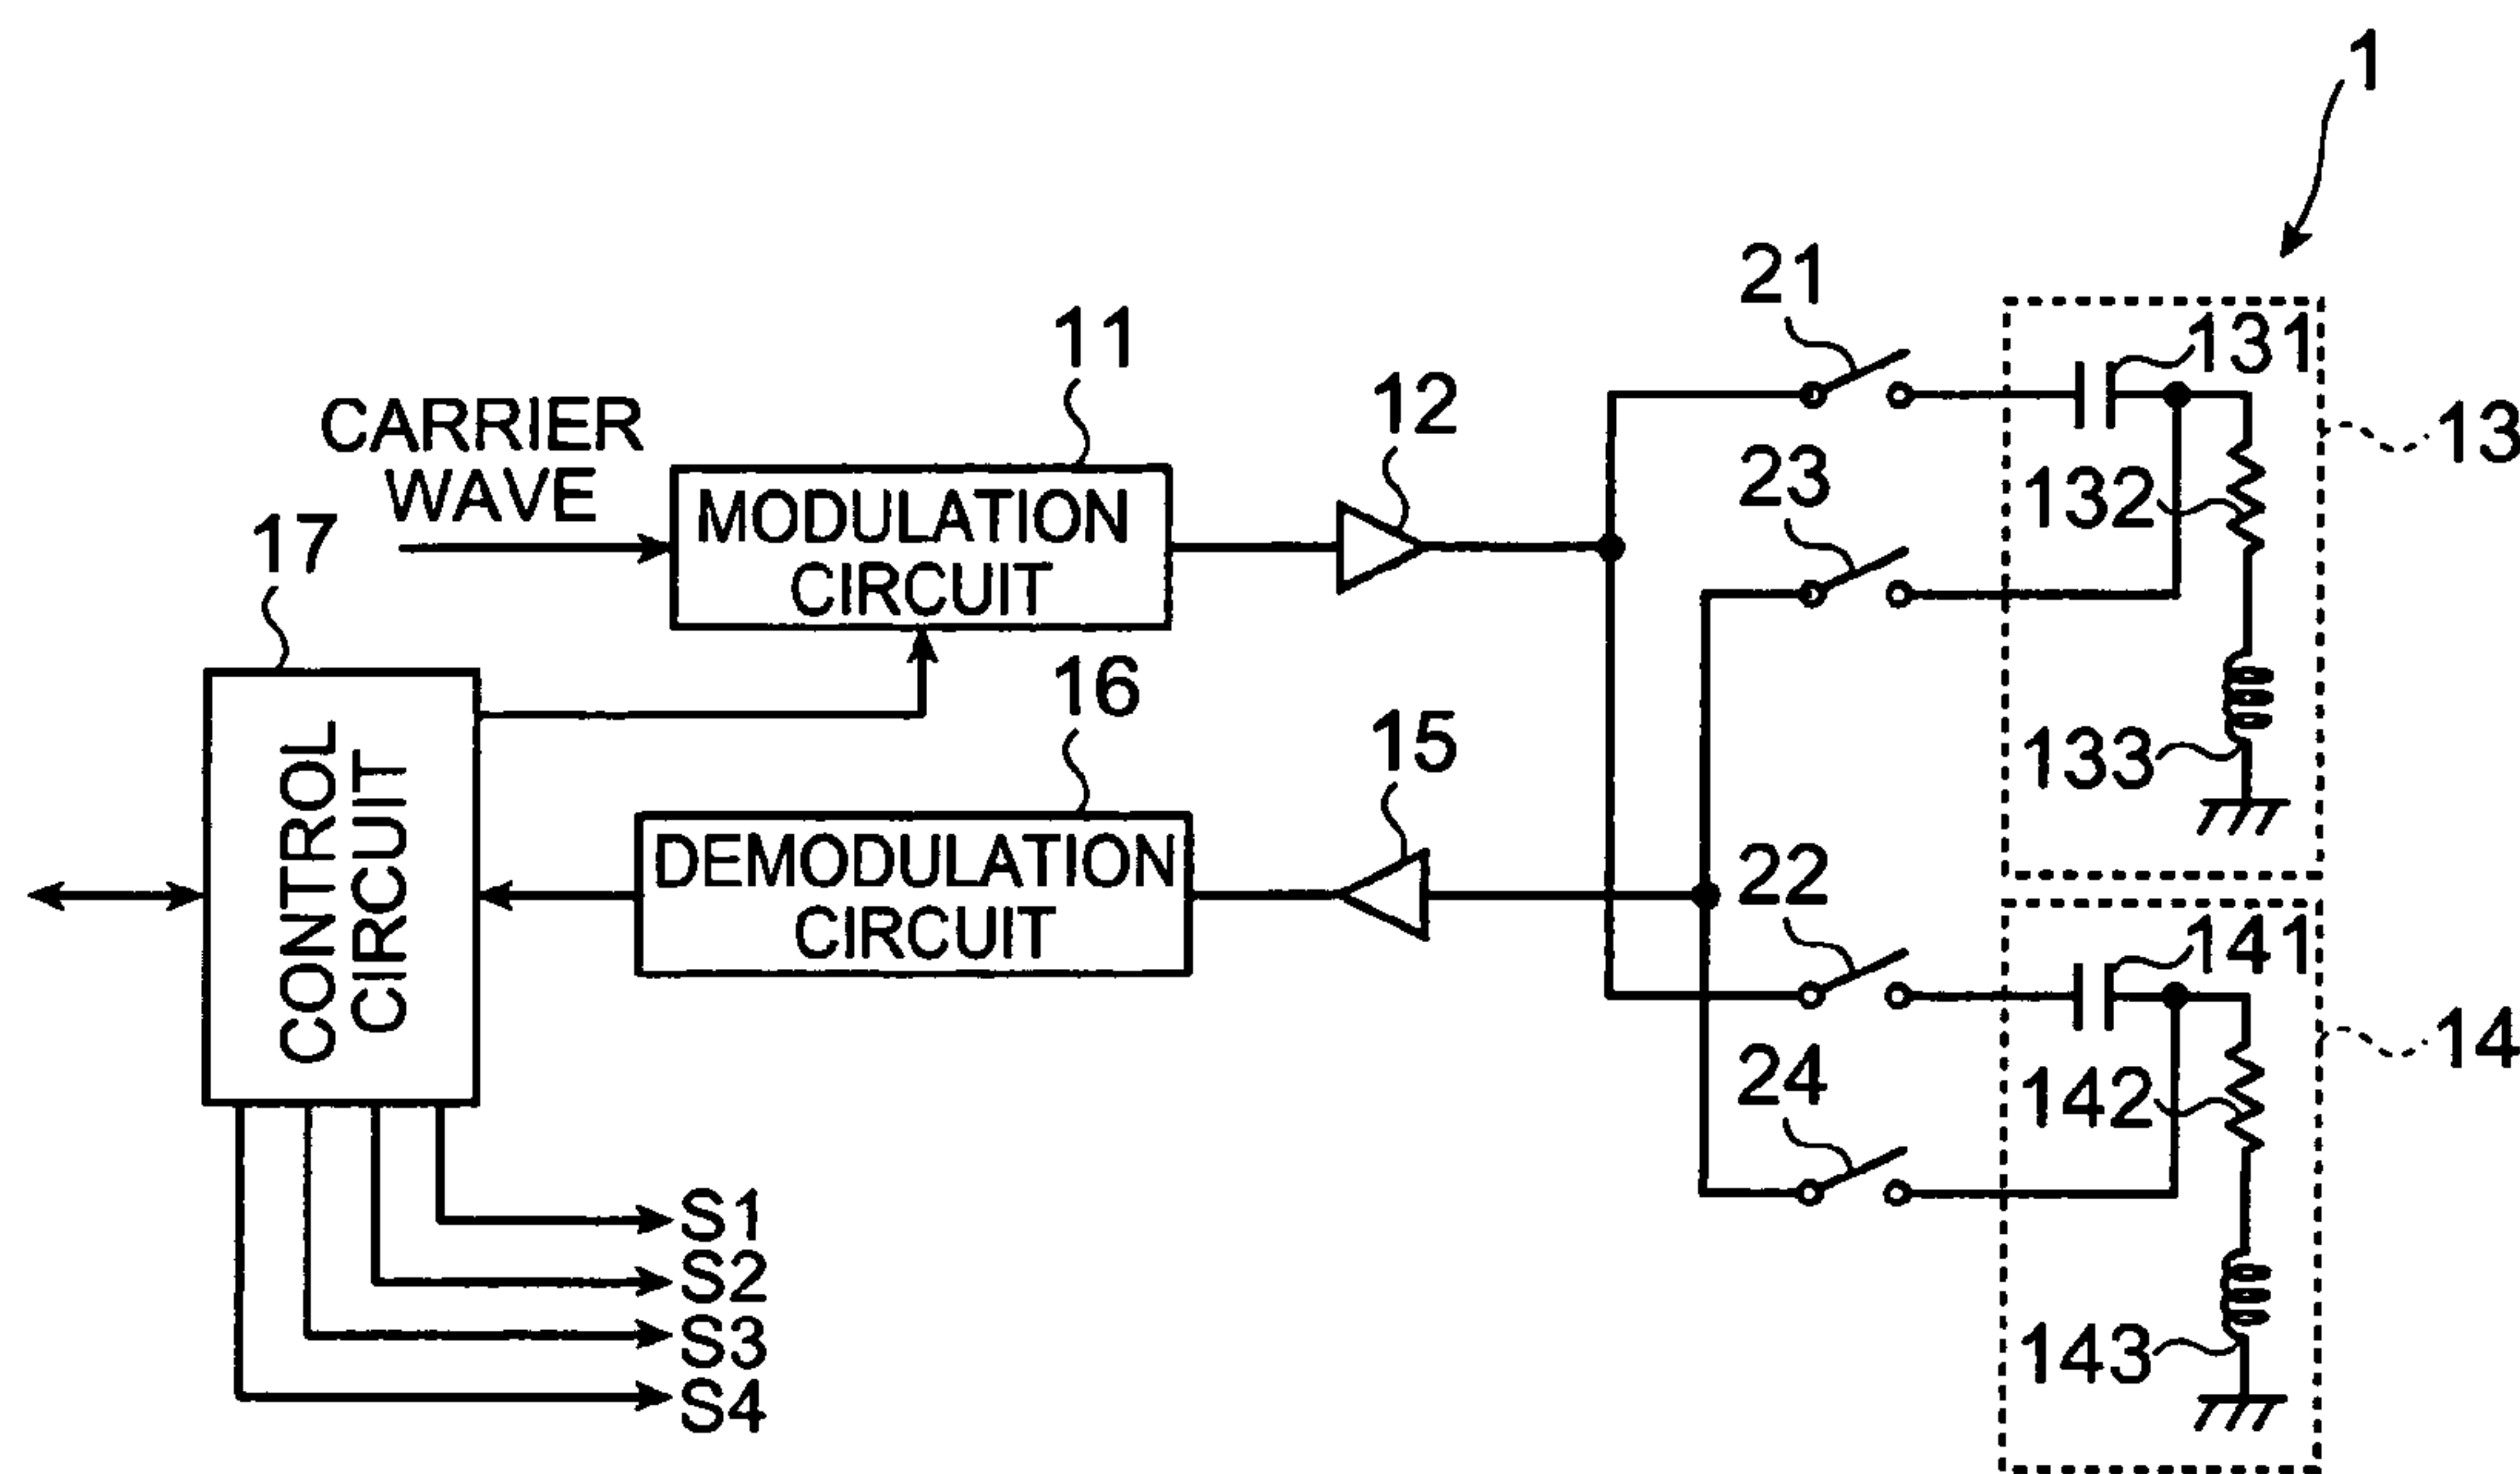 1
21
11
131
12
CARRIER
WAVE
13
23
132
MODULATION
CIRCUIT
17
16
15
133
CONTROL
CIRCUIT
DEMODULATION
CIRCUIT
22
141
14
24
142
S1
S2
S3
S4
143